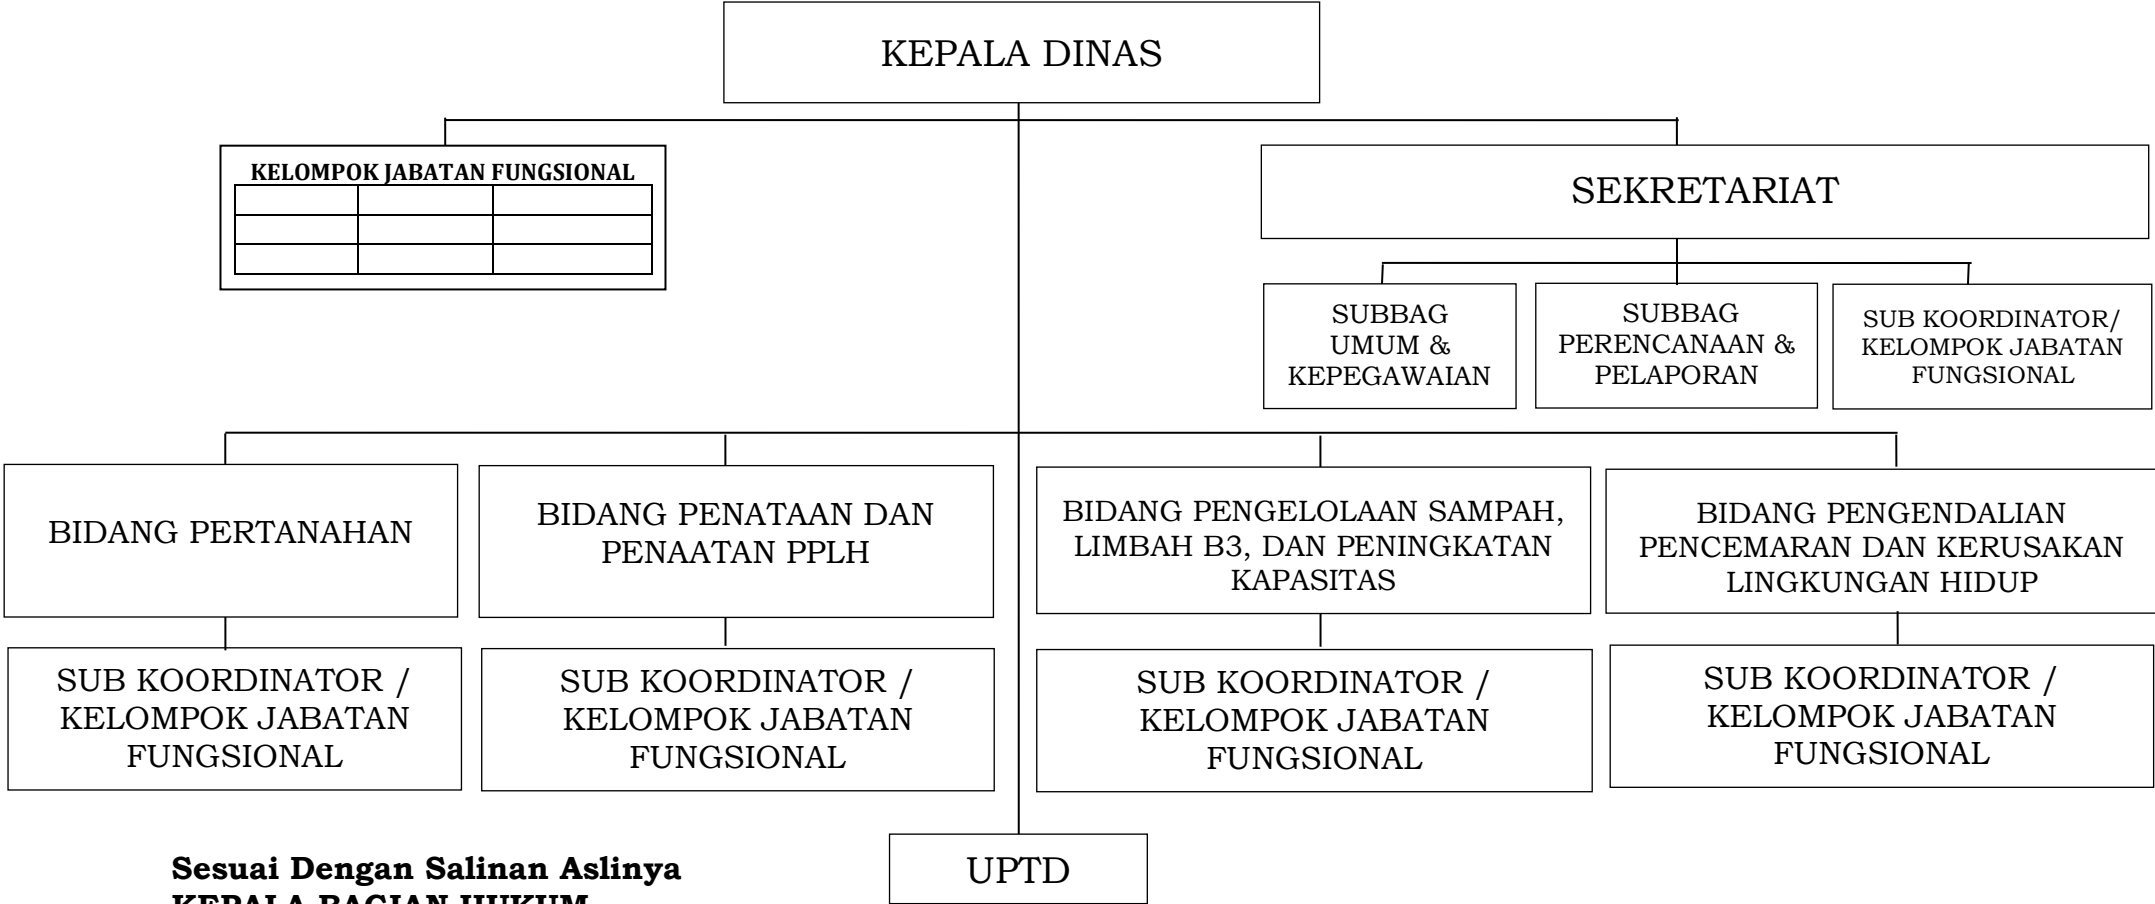 KEPALA DINAS
KELOMPOK JABATAN FUNGSIONAL
SEKRETARIAT
SUBBAG
UMUM &
KEPEGAWAIAN
SUBBAG
PERENCANAAN &
PELAPORAN
SUB KOORDINATOR/
KELOMPOK JABATAN
FUNGSIONAL
BIDANG PERTANAHAN
BIDANG PENATAAN DAN
PENAATAN PPLH
BIDANG PENGELOLAAN SAMPAH,
LIMBAH B3, DAN PENINGKATAN
KAPASITAS
BIDANG PENGENDALIAN
PENCEMARAN DAN KERUSAKAN
LINGKUNGAN HIDUP
SUB KOORDINATOR /
KELOMPOK JABATAN
FUNGSIONAL
SUB KOORDINATOR /
KELOMPOK JABATAN
FUNGSIONAL
SUB KOORDINATOR /
KELOMPOK JABATAN
FUNGSIONAL
SUB KOORDINATOR /
KELOMPOK JABATAN
FUNGSIONAL
UPTD
Sesuai Dengan Salinan Aslinya
KEPALA BAGIAN HUKUM